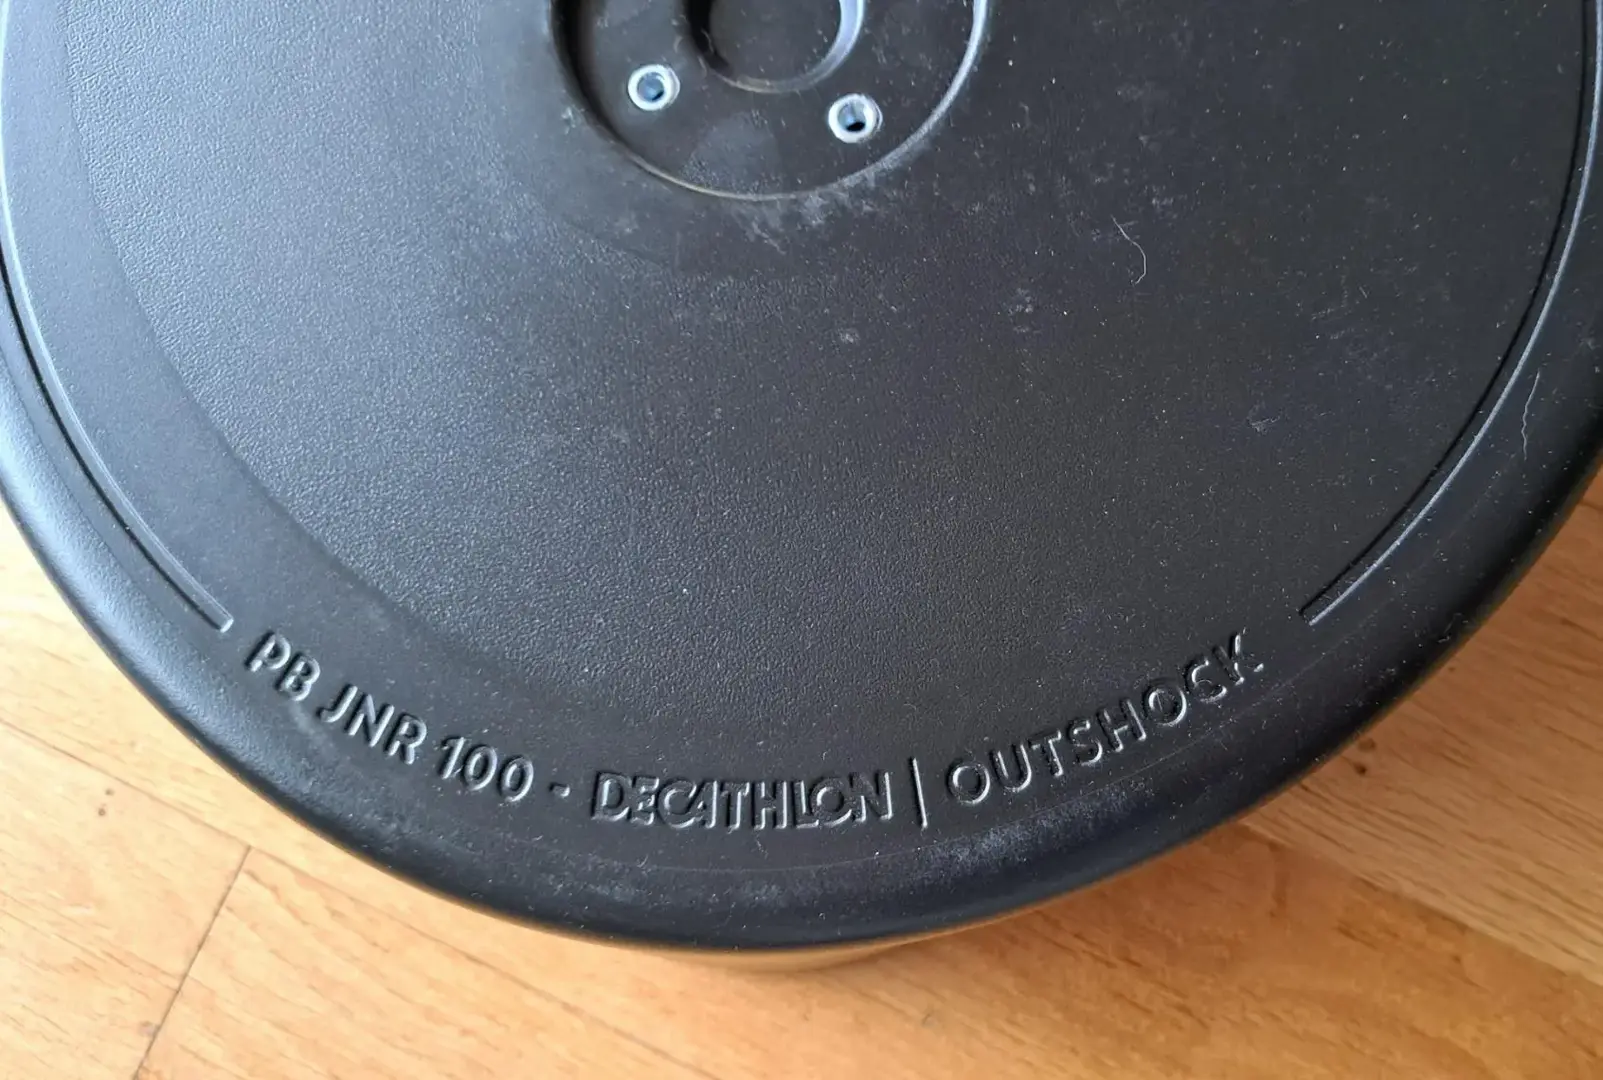 PB JNR 100 - DECATHLON | OUTSHOCK